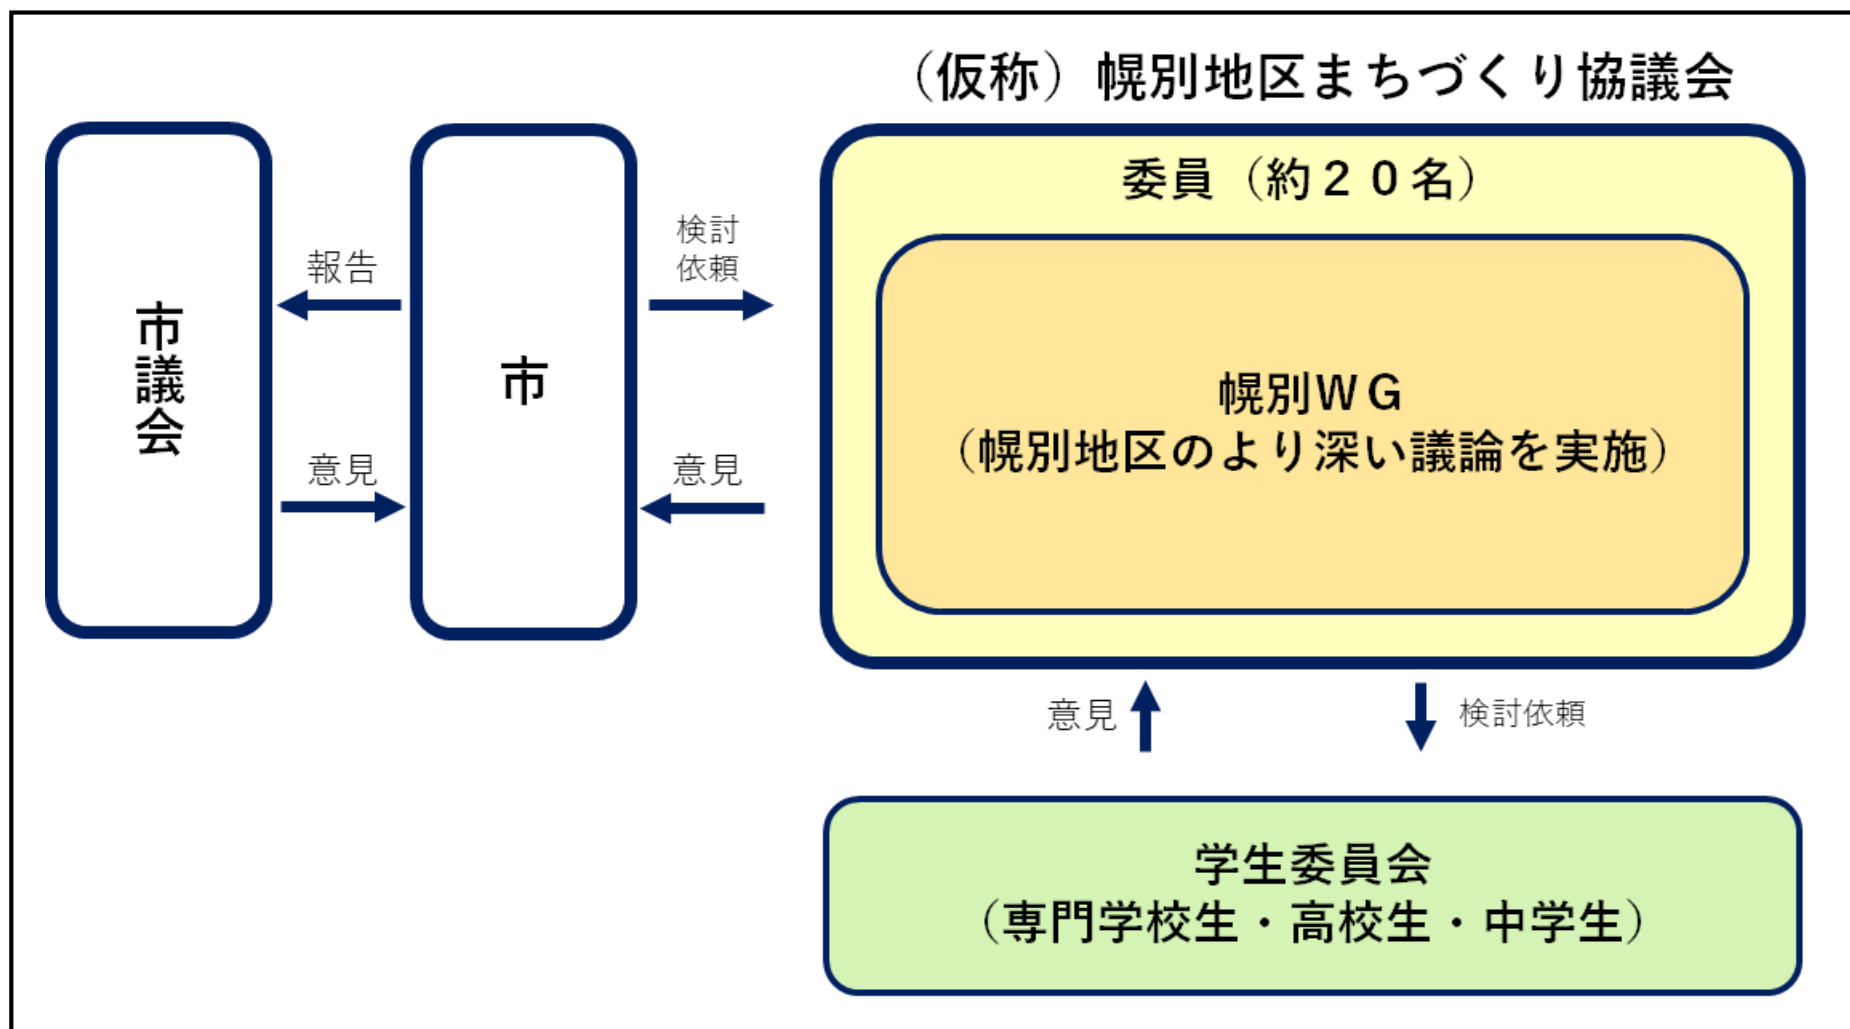 （仮称）幌別地区まちづくり協議会
委員（約２０名）
検討
依頼
報告
市議会
市
幌別ＷＧ
（幌別地区のより深い議論を実施）
意見
意見
意見
検討依頼
学生委員会
（専門学校生・高校生・中学生）